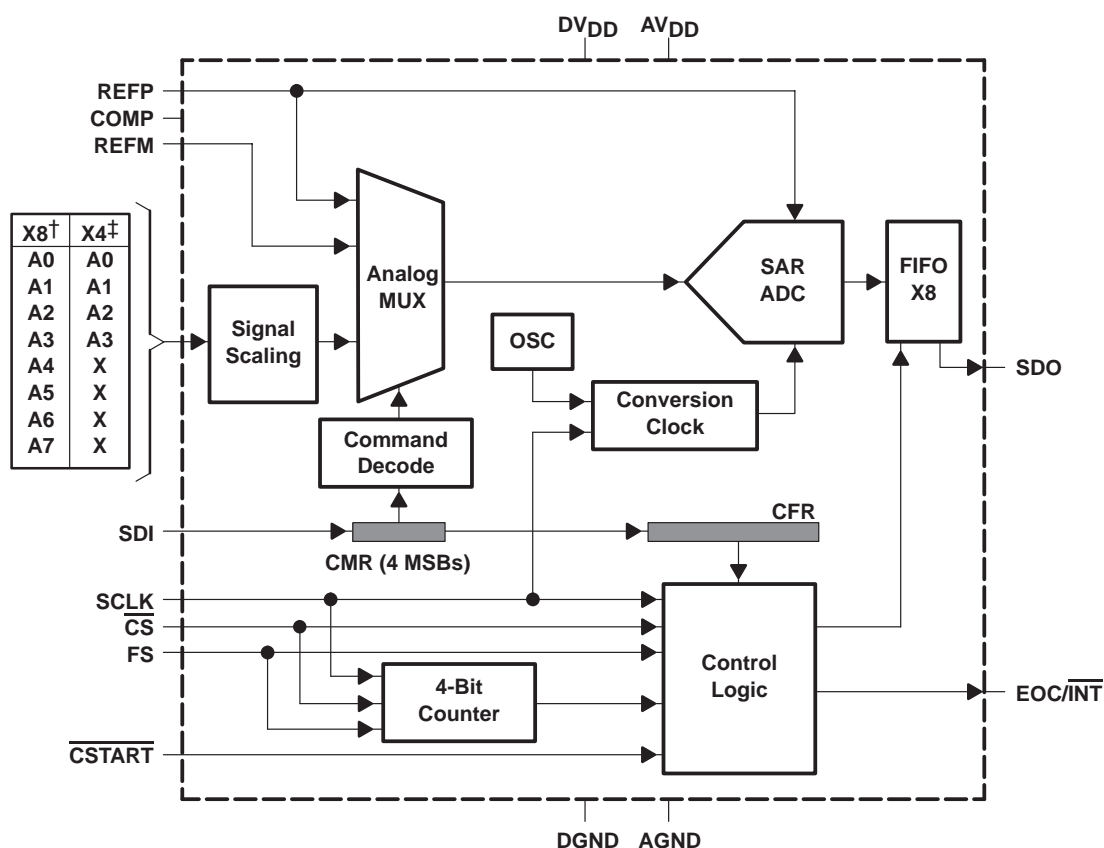 DVDD AVDD
REFP
COMP
REFM
X8† X4‡
A0 A0
A1 A1
A2 A2
A3 A3
A4 X
A5 X
A6 X
A7 X
Signal
Scaling
Analog
MUX
SAR
ADC
FIFO
X8
OSC
Conversion
Clock
Command
Decode
SDO
SDI
CMR (4 MSBs)
CFR
SCLK
CS
FS
4-Bit
Counter
Control
Logic
EOC/INT
CSTART
DGND AGND